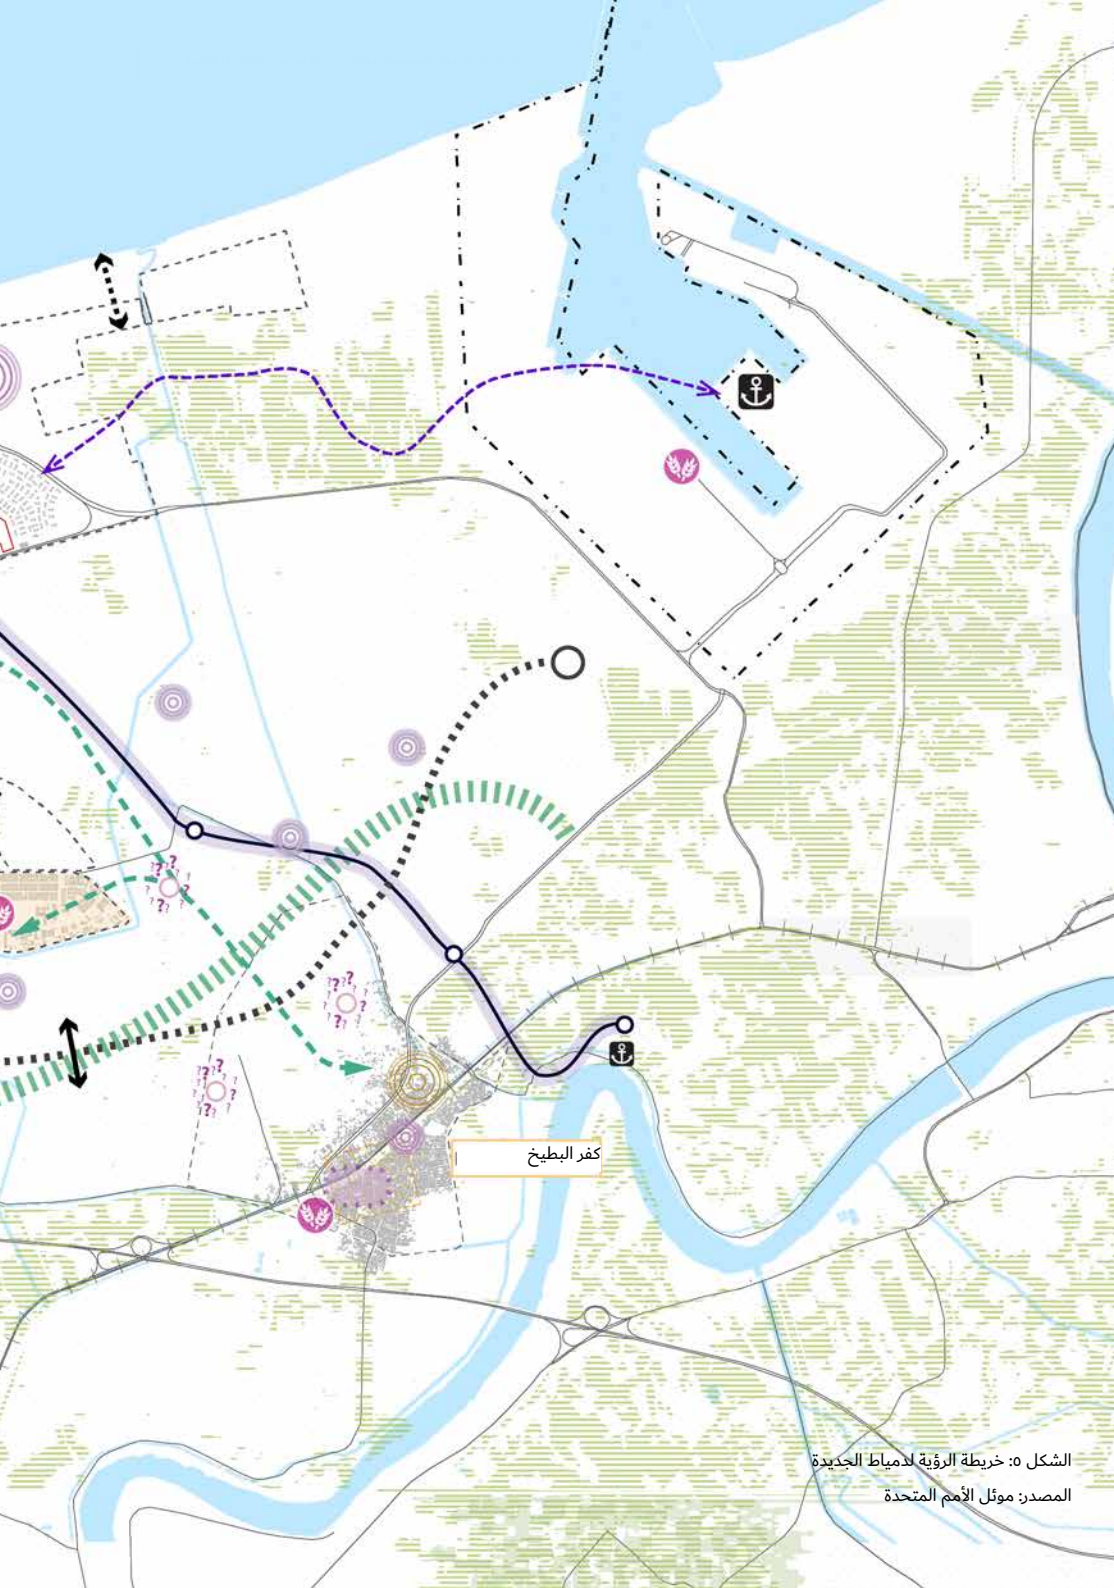 كفر البطيخ
الشكل ٥: خريطة الرؤية لدمياط الجديدة
المصدر: موئل الأمم المتحدة